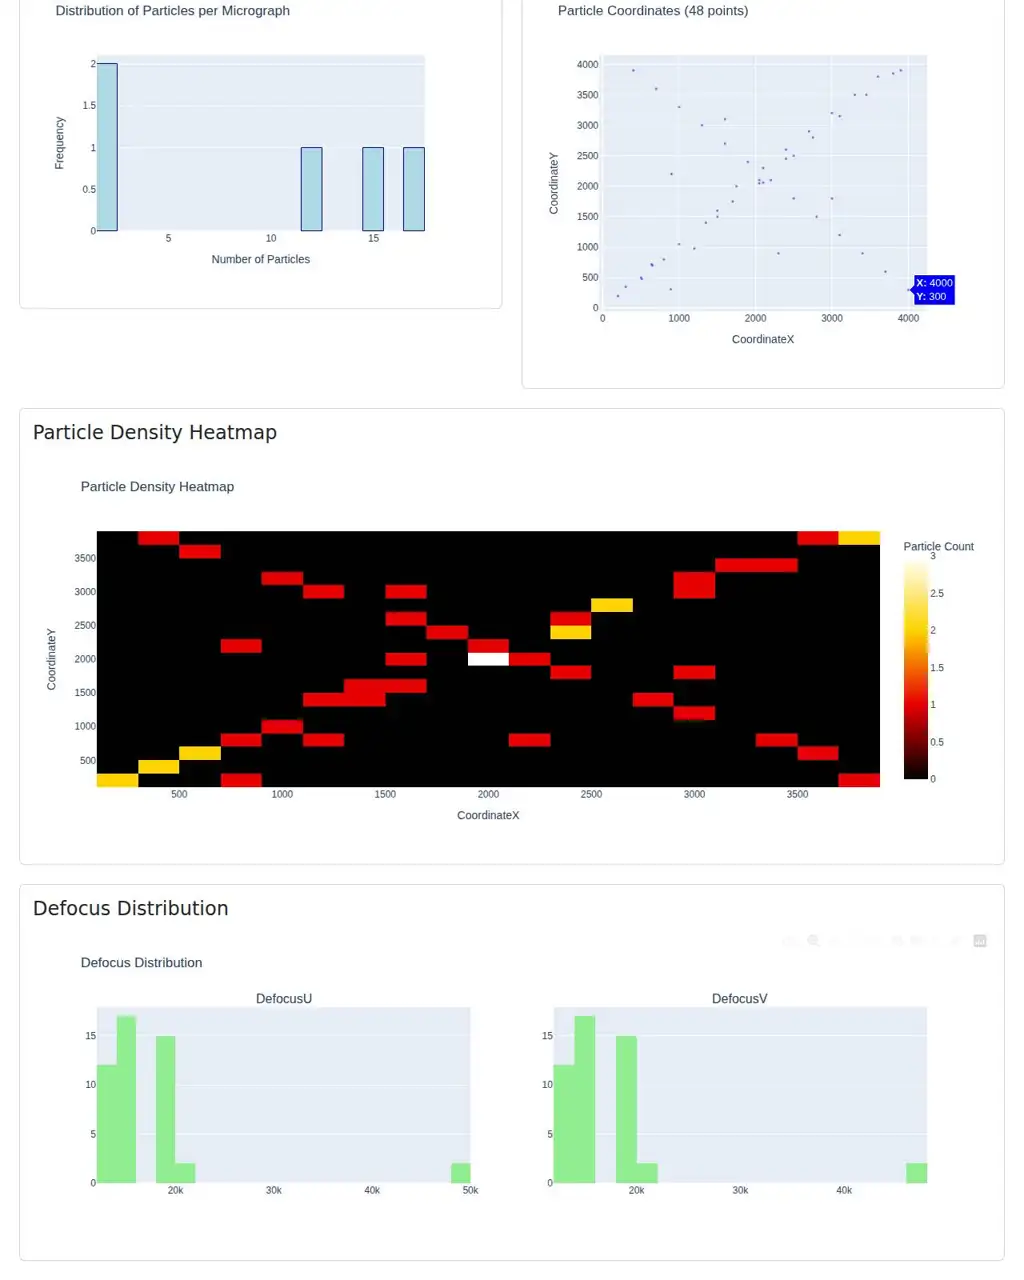 Distribution of Particles per Micrograph
2
1.5
1
0.5
0
Frequency
5
10
15
Number of Particles
Particle Coordinates (48 points)
4000
3500
3000
2500
2000
1500
1000
500
0
CoordinateY
X: 4000
Y: 300
0
1000
2000
3000
4000
CoordinateX
Particle Density Heatmap
Particle Density Heatmap
3500
3000
2500
2000
1500
1000
500
CoordinateY
500
1000
1500
2000
2500
3000
3500
CoordinateX
Particle Count
3
2.5
2
1.5
1
0.5
0
Defocus Distribution
Defocus Distribution
DefocusU
15
10
5
0
20k
30k
40k
50k
DefocusV
15
10
5
0
20k
30k
40k